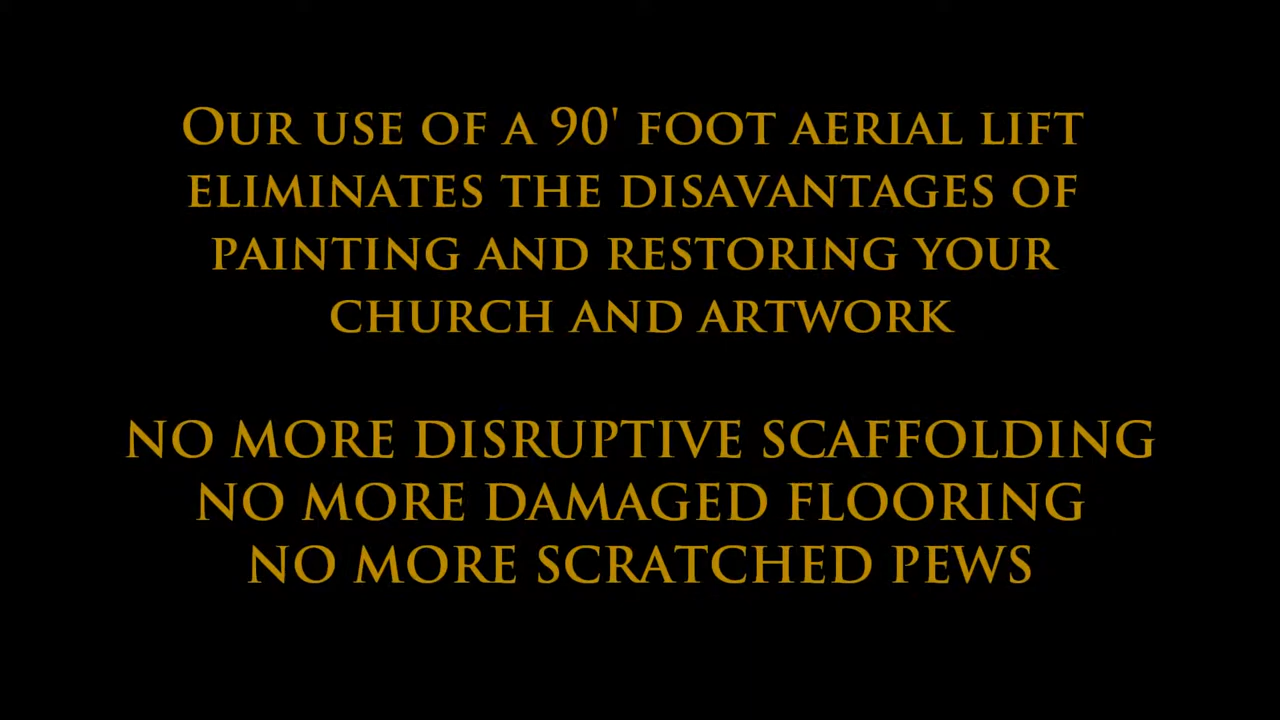 Our use of a 90' foot aerial lift
eliminates the disavantages of
painting and restoring your
church and artwork
NO MORE DISRUPTIVE SCAFFOLDING
NO MORE DAMAGED FLOORING
NO MORE SCRATCHED PEWS